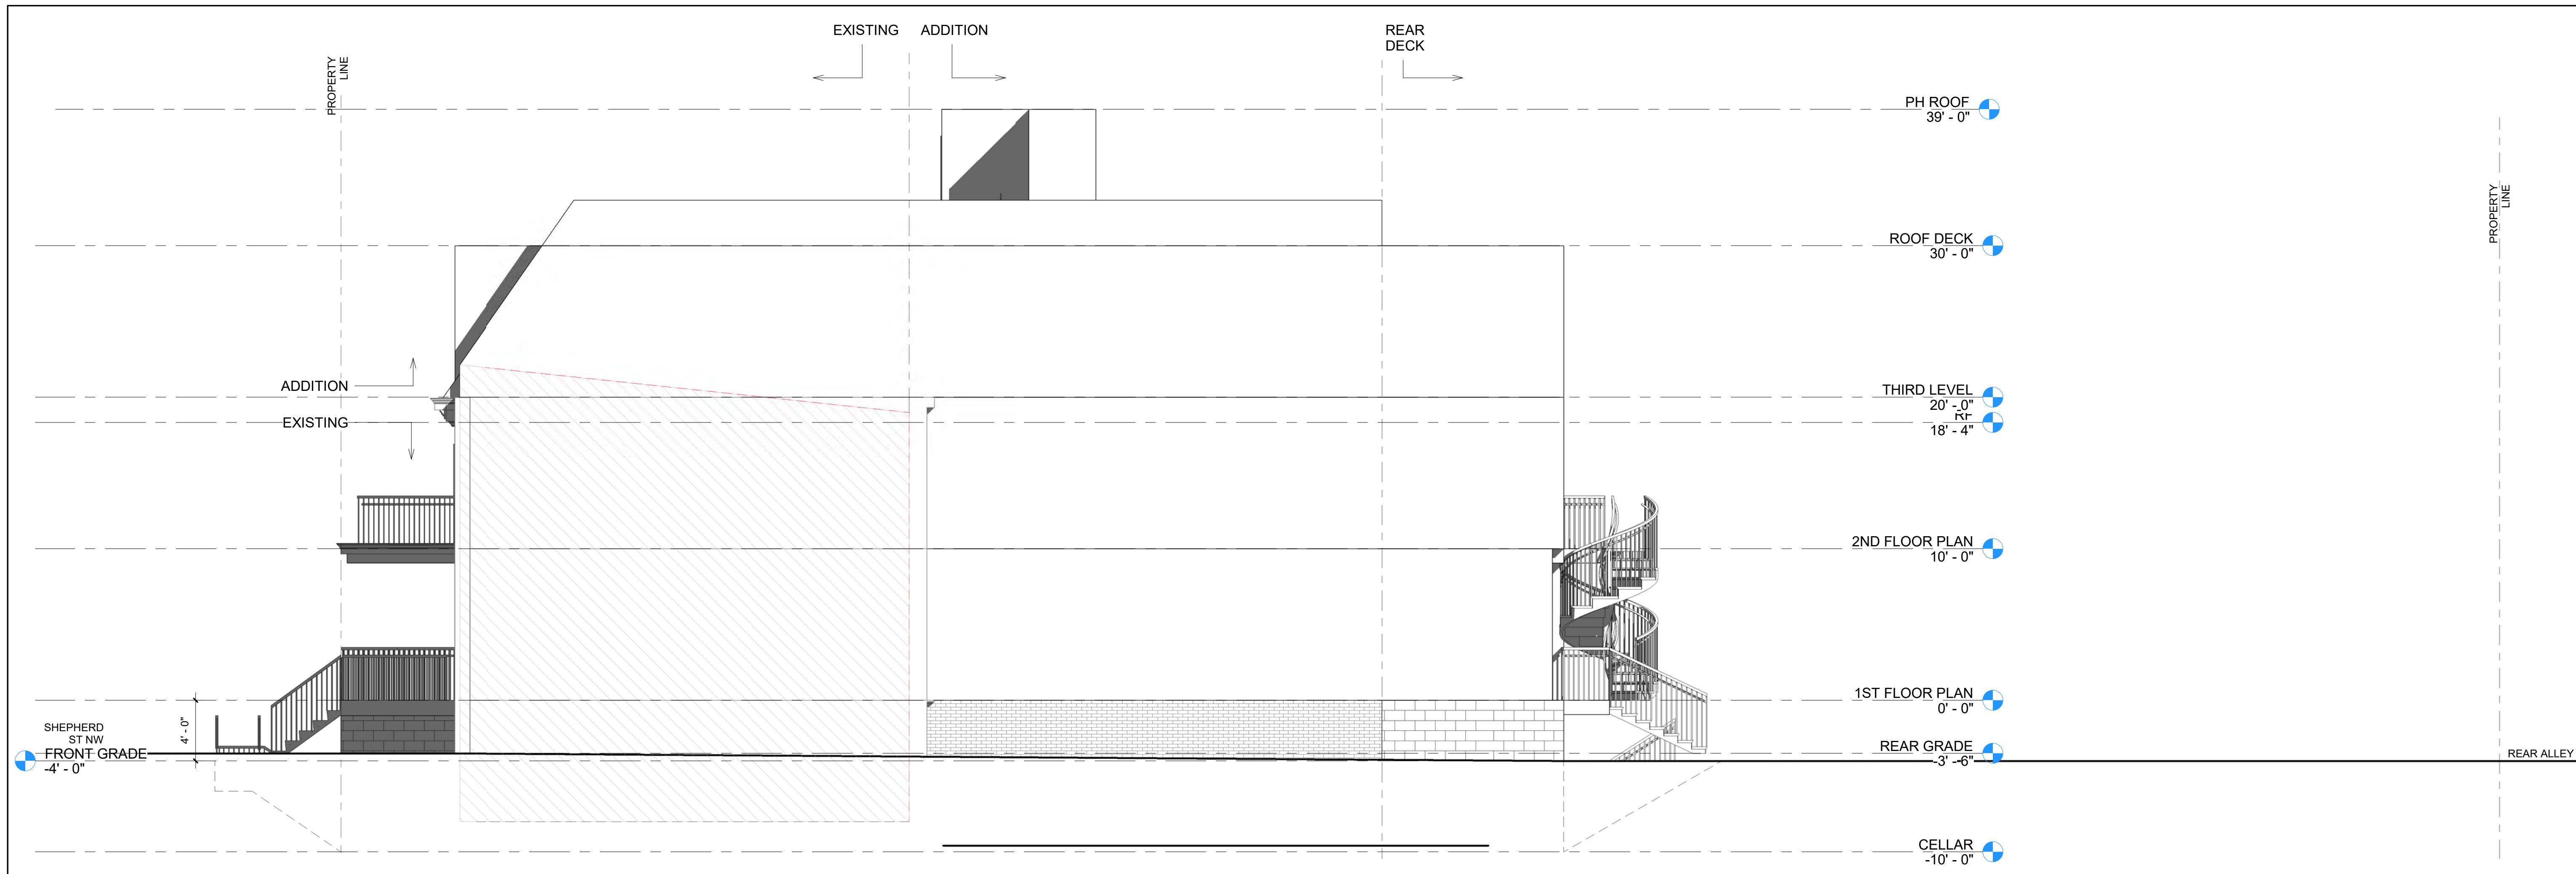 EXISTING
ADDITION
REAR
DECK
PROPERTY
LINE
PH ROOF
39' - 0"
PROPERTY
LINE
ROOF DECK
30' - 0"
ADDITION
THIRD LEVEL
20' - 0"
RF
18' - 4"
EXISTING
2ND FLOOR PLAN
10' - 0"
1ST FLOOR PLAN
0' - 0"
4' - 0"
SHEPHERD
ST NW
FRONT GRADE
-4' - 0"
REAR GRADE
-3' - 6"
REAR ALLEY
CELLAR
-10' - 0"